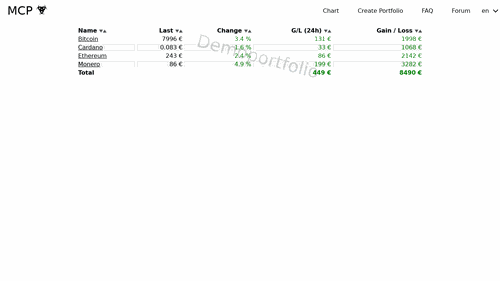 MCP Chart Create Portfolio FAQ Forum en
Name ▼▲ Last ▼▲ Change ▼▲ G/L (24h) ▼▲ Gain / Loss ▼▲
Bitcoin 7996 € 3.4 % 131 € 1998 €
Cardano 0.083 € 1.6 % 33 € 1068 €
Ethereum 243 € 86 € 2142 €
Monero 86 € 4.9 % 199 € 3282 €
Total 449 € 8490 €
Demo portfolio